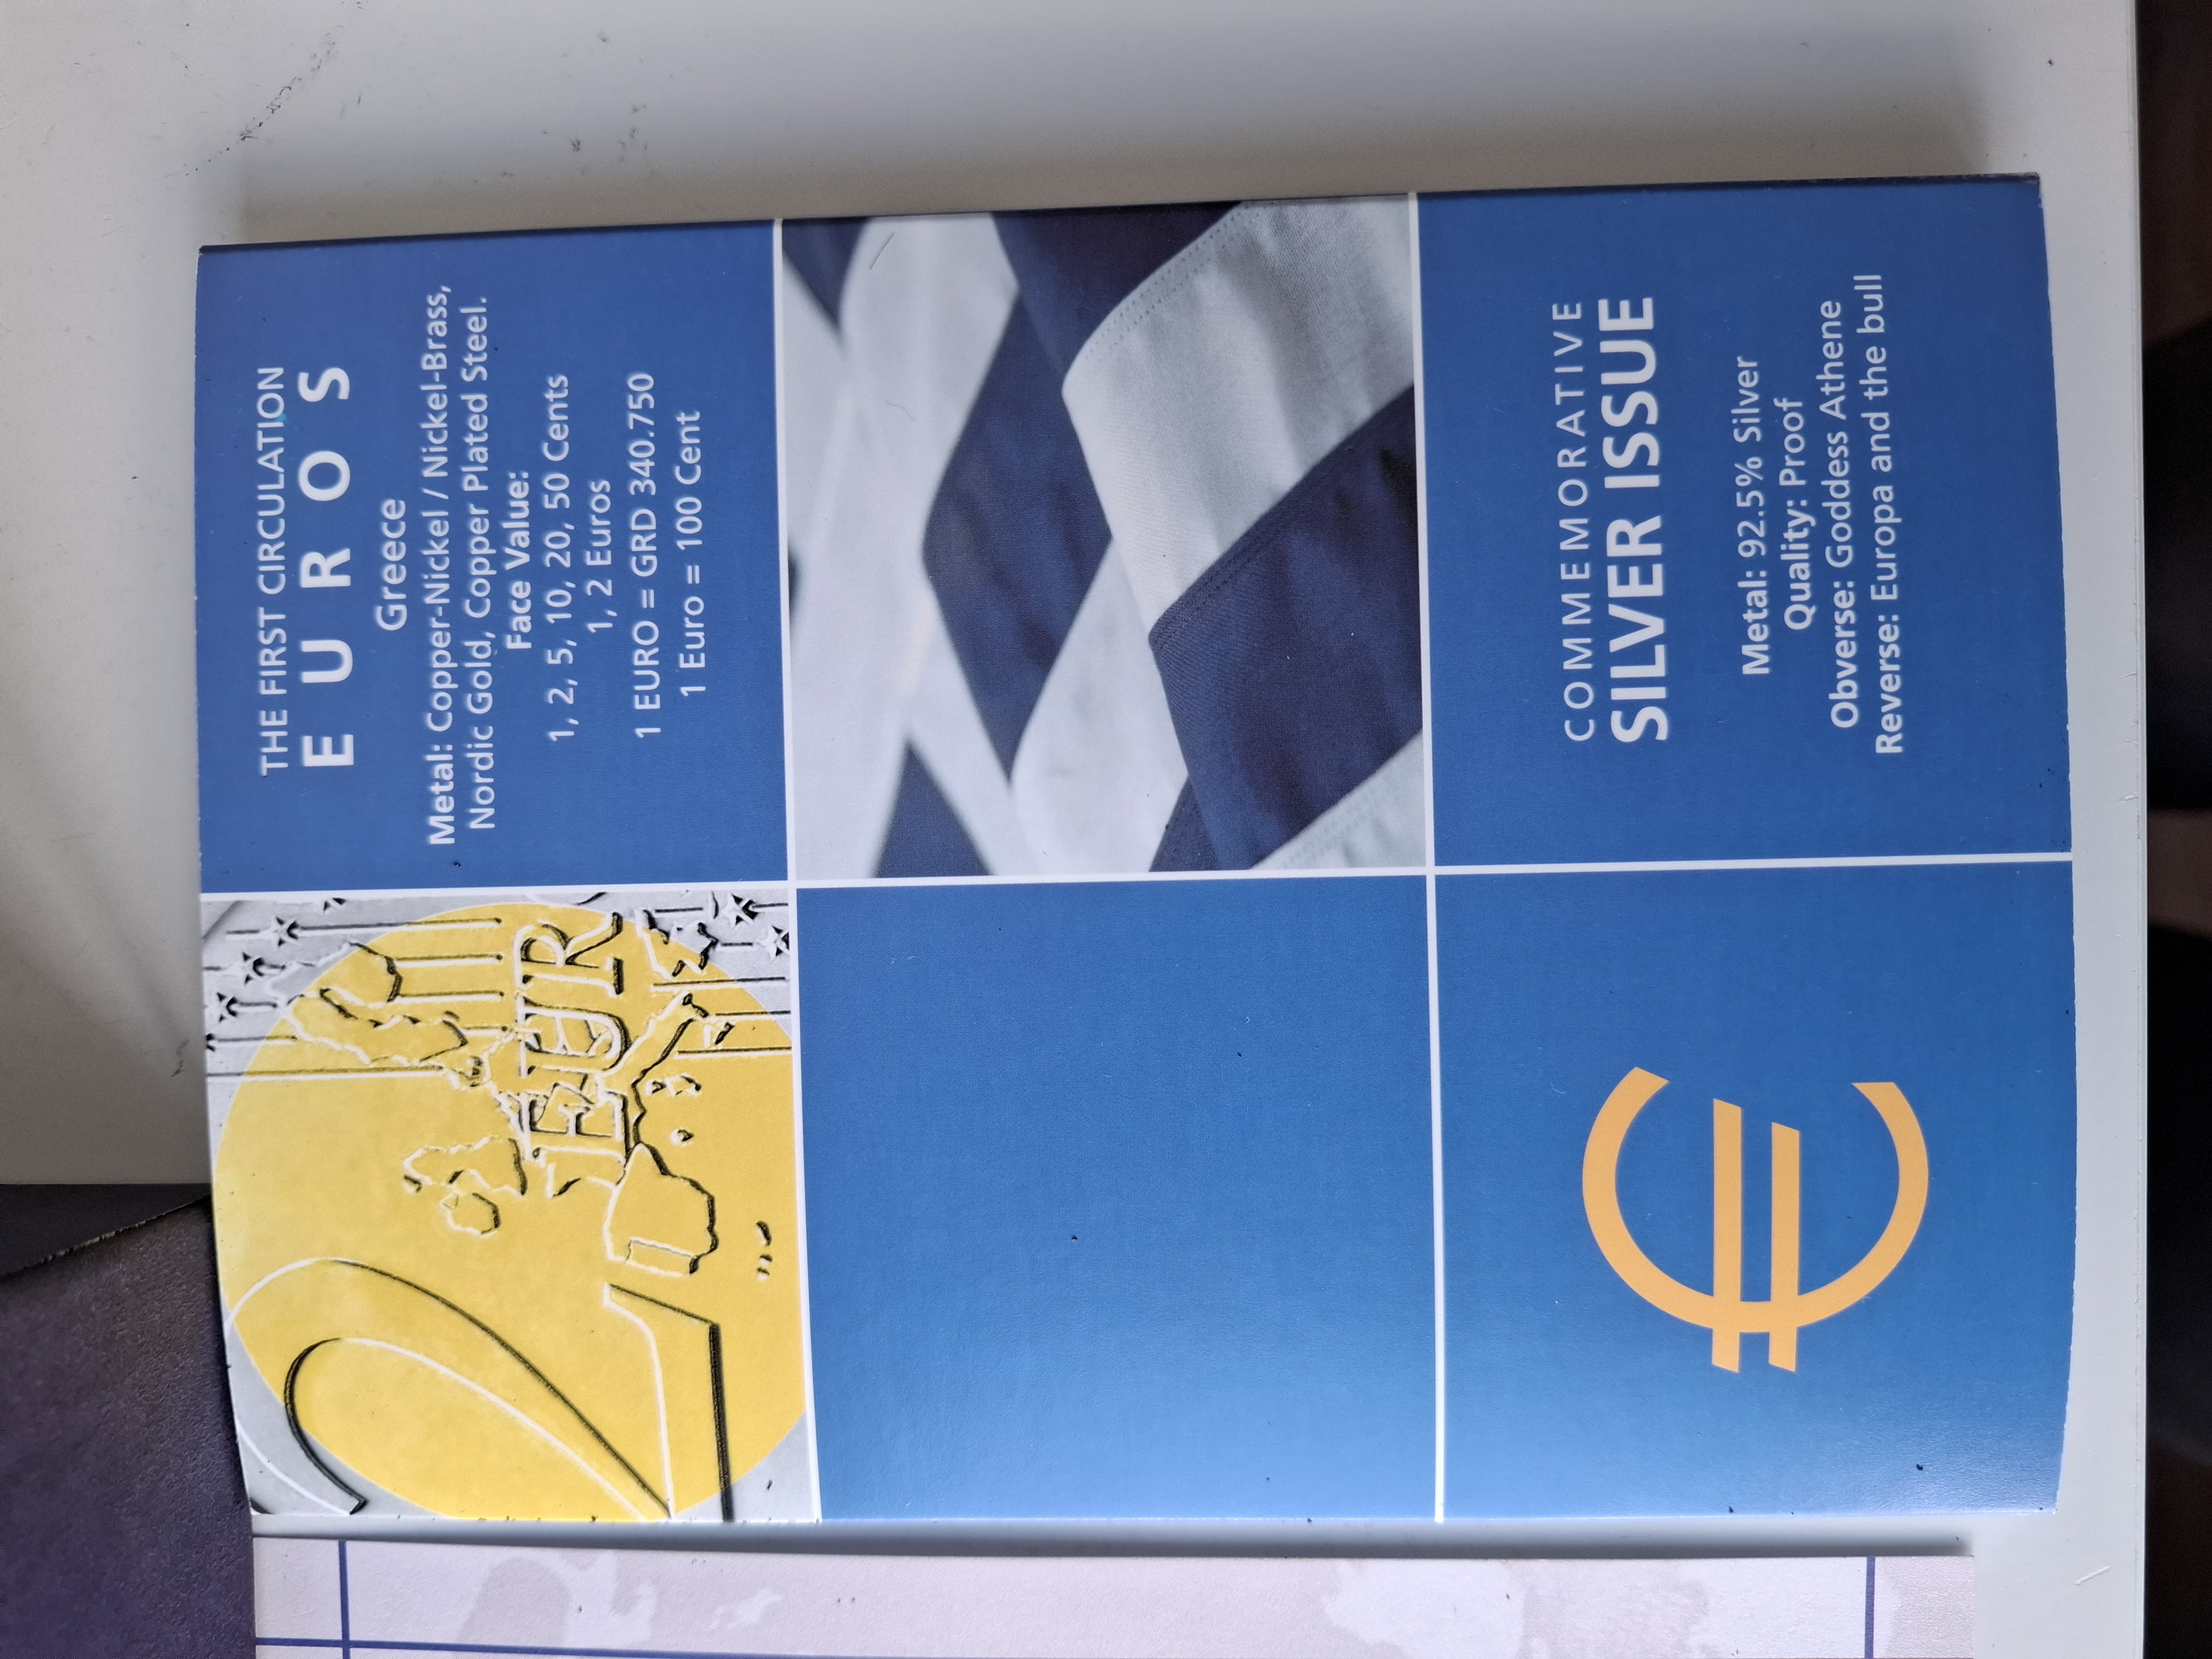 THE FIRST CIRCULATION
EUROS
Greece
Metal: Copper-Nickel / Nickel-Brass,
Nordic Gold, Copper Plated Steel.
Face Value:
1, 2, 5, 10, 20, 50 Cents
1, 2 Euros
1 EURO = GRD 340.750
1 Euro = 100 Cent
2 EUR
COMMEMORATIVE
SILVER ISSUE
Metal: 92.5% Silver
Quality: Proof
Obverse: Goddess Athene
Reverse: Europa and the bull
€